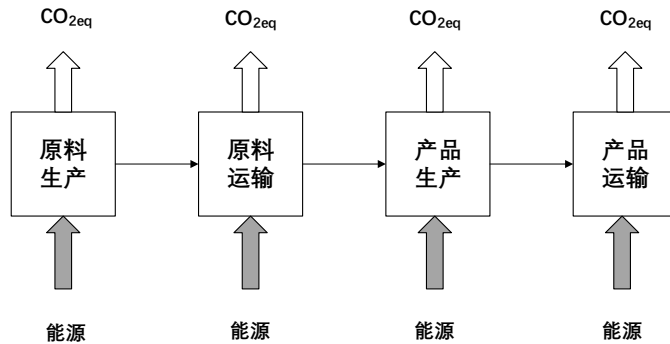 CO2eq CO2eq CO2eq CO2eq
原料 原料 产品 产品
生产 运输 生产 运输
能源 能源 能源 能源